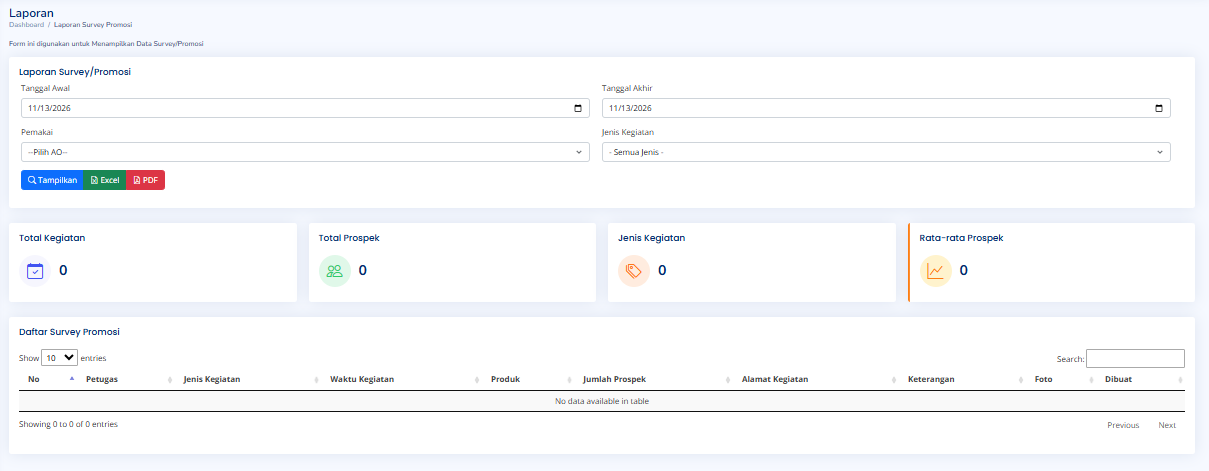 Laporan
Dashboard / Laporan Survey Promosi
Form ini digunakan untuk Menampilkan Data Survey/Promosi
Laporan Survey/Promosi
Tanggal Awal
11/13/2026
Tanggal Akhir
11/13/2026
Pemakai
--Pilih AO--
Jenis Kegiatan
- Semua Jenis -
Tampilkan Excel PDF
Total Kegiatan
0
Total Prospek
0
Jenis Kegiatan
0
Rata-rata Prospek
0
Daftar Survey Promosi
Show 10 entries
Search:
No Petugas Jenis Kegiatan Waktu Kegiatan Produk Jumlah Prospek Alamat Kegiatan Keterangan Foto Dibuat
No data available in table
Showing 0 to 0 of 0 entries
Previous Next